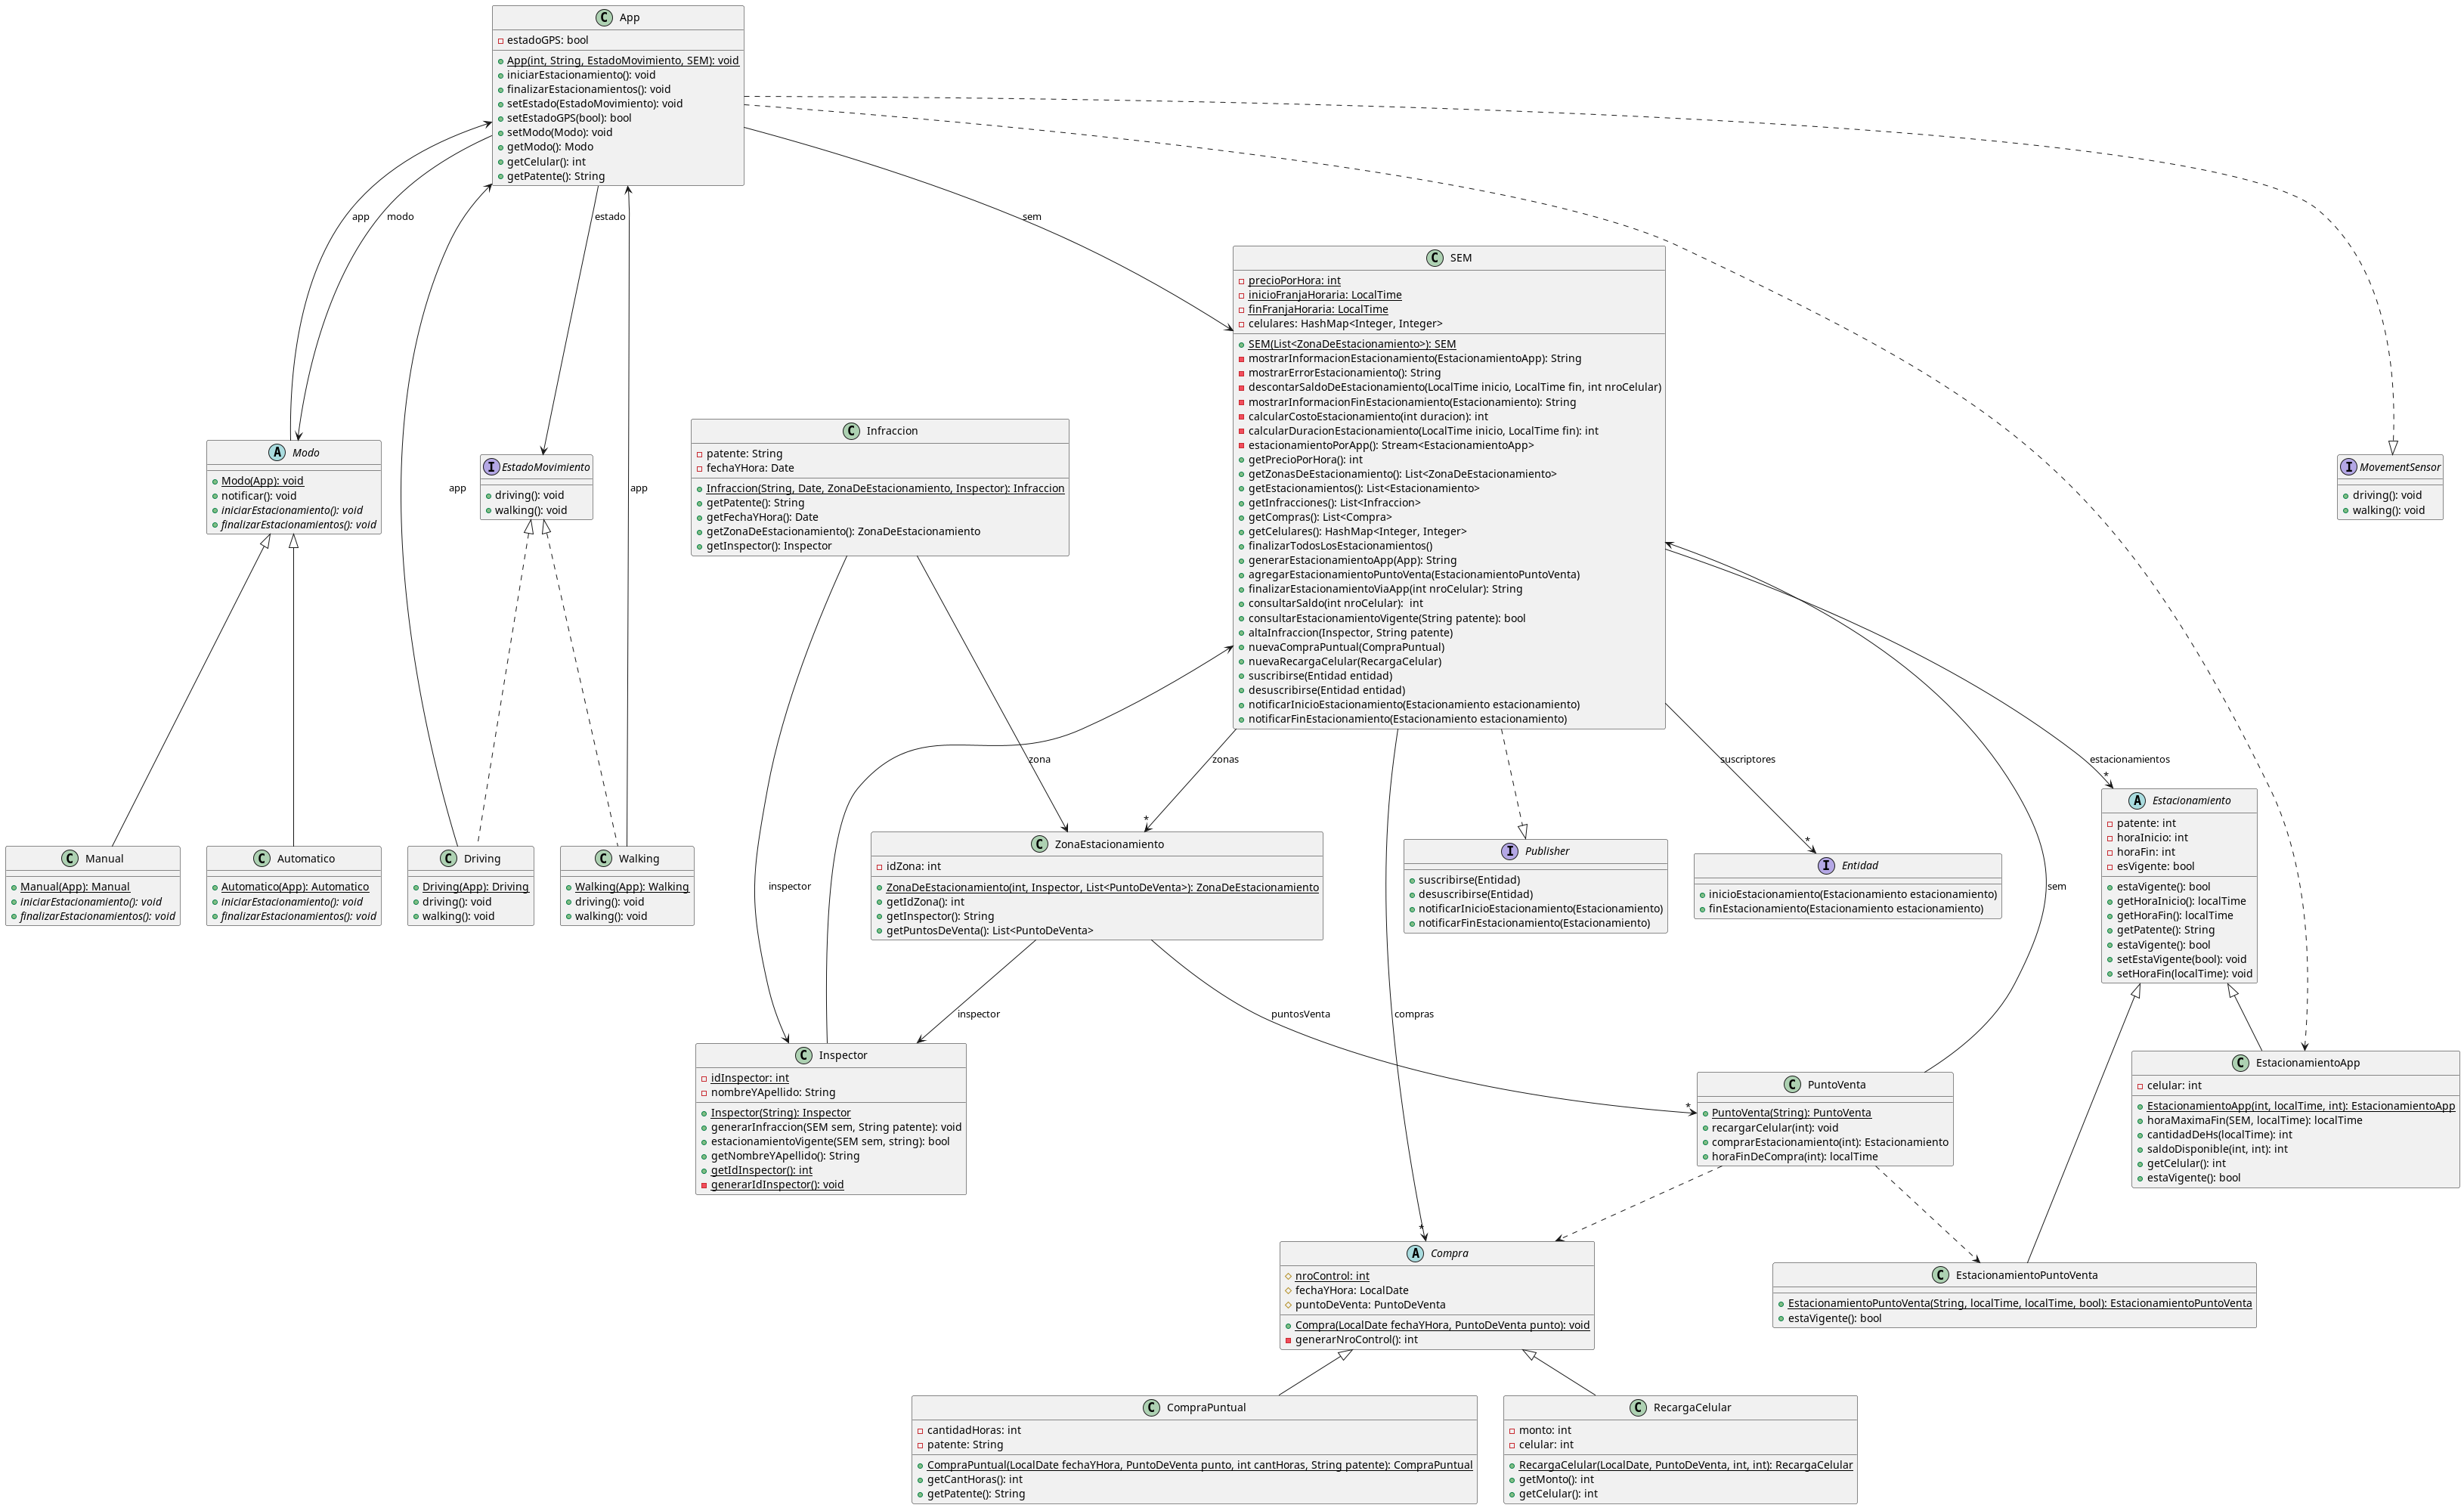 C App
estadoGPS: bool
App(int, String, EstadoMovimiento, SEM): void
iniciarEstacionamiento(): void
finalizarEstacionamientos(): void
setEstado(EstadoMovimiento): void
setEstadoGPS(bool): bool
setModo(Modo): void
getModo(): Modo
getCelular(): int
getPatente(): String
app
modo
estado
sem
C SEM
precioPorHora: int
inicioFranjaHoraria: LocalTime
finFranjaHoraria: LocalTime
celulares: HashMap<Integer, Integer>
SEM(List<ZonaDeEstacionamiento>): SEM
mostrarInformacionEstacionamiento(EstacionamientoApp): String
mostrarErrorEstacionamiento(): String
descontarSaldoDeEstacionamiento(LocalTime inicio, LocalTime fin, int nroCelular)
mostrarInformacionFinEstacionamiento(Estacionamiento): String
calcularCostoEstacionamiento(int duracion): int
calcularDuracionEstacionamiento(LocalTime inicio, LocalTime fin): int
estacionamientoPorApp(): Stream<EstacionamientoApp>
getPrecioPorHora(): int
getZonasDeEstacionamiento(): List<ZonaDeEstacionamiento>
getEstacionamientos(): List<Estacionamiento>
getInfracciones(): List<Infraccion>
getCompras(): List<Compra>
getCelulares(): HashMap<Integer, Integer>
finalizarTodosLosEstacionamientos()
generarEstacionamientoApp(App): String
agregarEstacionamientoPuntoVenta(EstacionamientoPuntoVenta)
finalizarEstacionamientoViaApp(int nroCelular): String
consultarSaldo(int nroCelular):  int
consultarEstacionamientoVigente(String patente): bool
altaInfraccion(Inspector, String patente)
nuevaCompraPuntual(CompraPuntual)
nuevaRecargaCelular(RecargaCelular)
suscribirse(Entidad entidad)
desuscribirse(Entidad entidad)
notificarInicioEstacionamiento(Estacionamiento estacionamiento)
notificarFinEstacionamiento(Estacionamiento estacionamiento)
C Infraccion
patente: String
fechaYHora: Date
Infraccion(String, Date, ZonaDeEstacionamiento, Inspector): Infraccion
getPatente(): String
getFechaYHora(): Date
getZonaDeEstacionamiento(): ZonaDeEstacionamiento
getInspector(): Inspector
A Modo
Modo(App): void
notificar(): void
iniciarEstacionamiento(): void
finalizarEstacionamientos(): void
I EstadoMovimiento
driving(): void
walking(): void
I MovementSensor
driving(): void
walking(): void
app
app
zona
zonas
*
suscriptores
*
estacionamientos
*
C Manual
Manual(App): Manual
iniciarEstacionamiento(): void
finalizarEstacionamientos(): void
C Automatico
Automatico(App): Automatico
iniciarEstacionamiento(): void
finalizarEstacionamientos(): void
C Driving
Driving(App): Driving
driving(): void
walking(): void
C Walking
Walking(App): Walking
driving(): void
walking(): void
inspector
C ZonaEstacionamiento
idZona: int
ZonaDeEstacionamiento(int, Inspector, List<PuntoDeVenta>): ZonaDeEstacionamiento
getIdZona(): int
getInspector(): String
getPuntosDeVenta(): List<PuntoDeVenta>
I Publisher
suscribirse(Entidad)
desuscribirse(Entidad)
notificarInicioEstacionamiento(Estacionamiento)
notificarFinEstacionamiento(Estacionamiento)
I Entidad
inicioEstacionamiento(Estacionamiento estacionamiento)
finEstacionamiento(Estacionamiento estacionamiento)
sem
A Estacionamiento
patente: int
horaInicio: int
horaFin: int
esVigente: bool
estaVigente(): bool
getHoraInicio(): localTime
getHoraFin(): localTime
getPatente(): String
estaVigente(): bool
setEstaVigente(bool): void
setHoraFin(localTime): void
inspector
puntosVenta
*
compras
*
C Inspector
idInspector: int
nombreYApellido: String
Inspector(String): Inspector
generarInfraccion(SEM sem, String patente): void
estacionamientoVigente(SEM sem, string): bool
getNombreYApellido(): String
getIdInspector(): int
generarIdInspector(): void
C PuntoVenta
PuntoVenta(String): PuntoVenta
recargarCelular(int): void
comprarEstacionamiento(int): Estacionamiento
horaFinDeCompra(int): localTime
C EstacionamientoApp
celular: int
EstacionamientoApp(int, localTime, int): EstacionamientoApp
horaMaximaFin(SEM, localTime): localTime
cantidadDeHs(localTime): int
saldoDisponible(int, int): int
getCelular(): int
estaVigente(): bool
A Compra
nroControl: int
fechaYHora: LocalDate
puntoDeVenta: PuntoDeVenta
Compra(LocalDate fechaYHora, PuntoDeVenta punto): void
generarNroControl(): int
C EstacionamientoPuntoVenta
EstacionamientoPuntoVenta(String, localTime, localTime, bool): EstacionamientoPuntoVenta
estaVigente(): bool
C CompraPuntual
cantidadHoras: int
patente: String
CompraPuntual(LocalDate fechaYHora, PuntoDeVenta punto, int cantHoras, String patente): CompraPuntual
getCantHoras(): int
getPatente(): String
C RecargaCelular
monto: int
celular: int
RecargaCelular(LocalDate, PuntoDeVenta, int, int): RecargaCelular
getMonto(): int
getCelular(): int